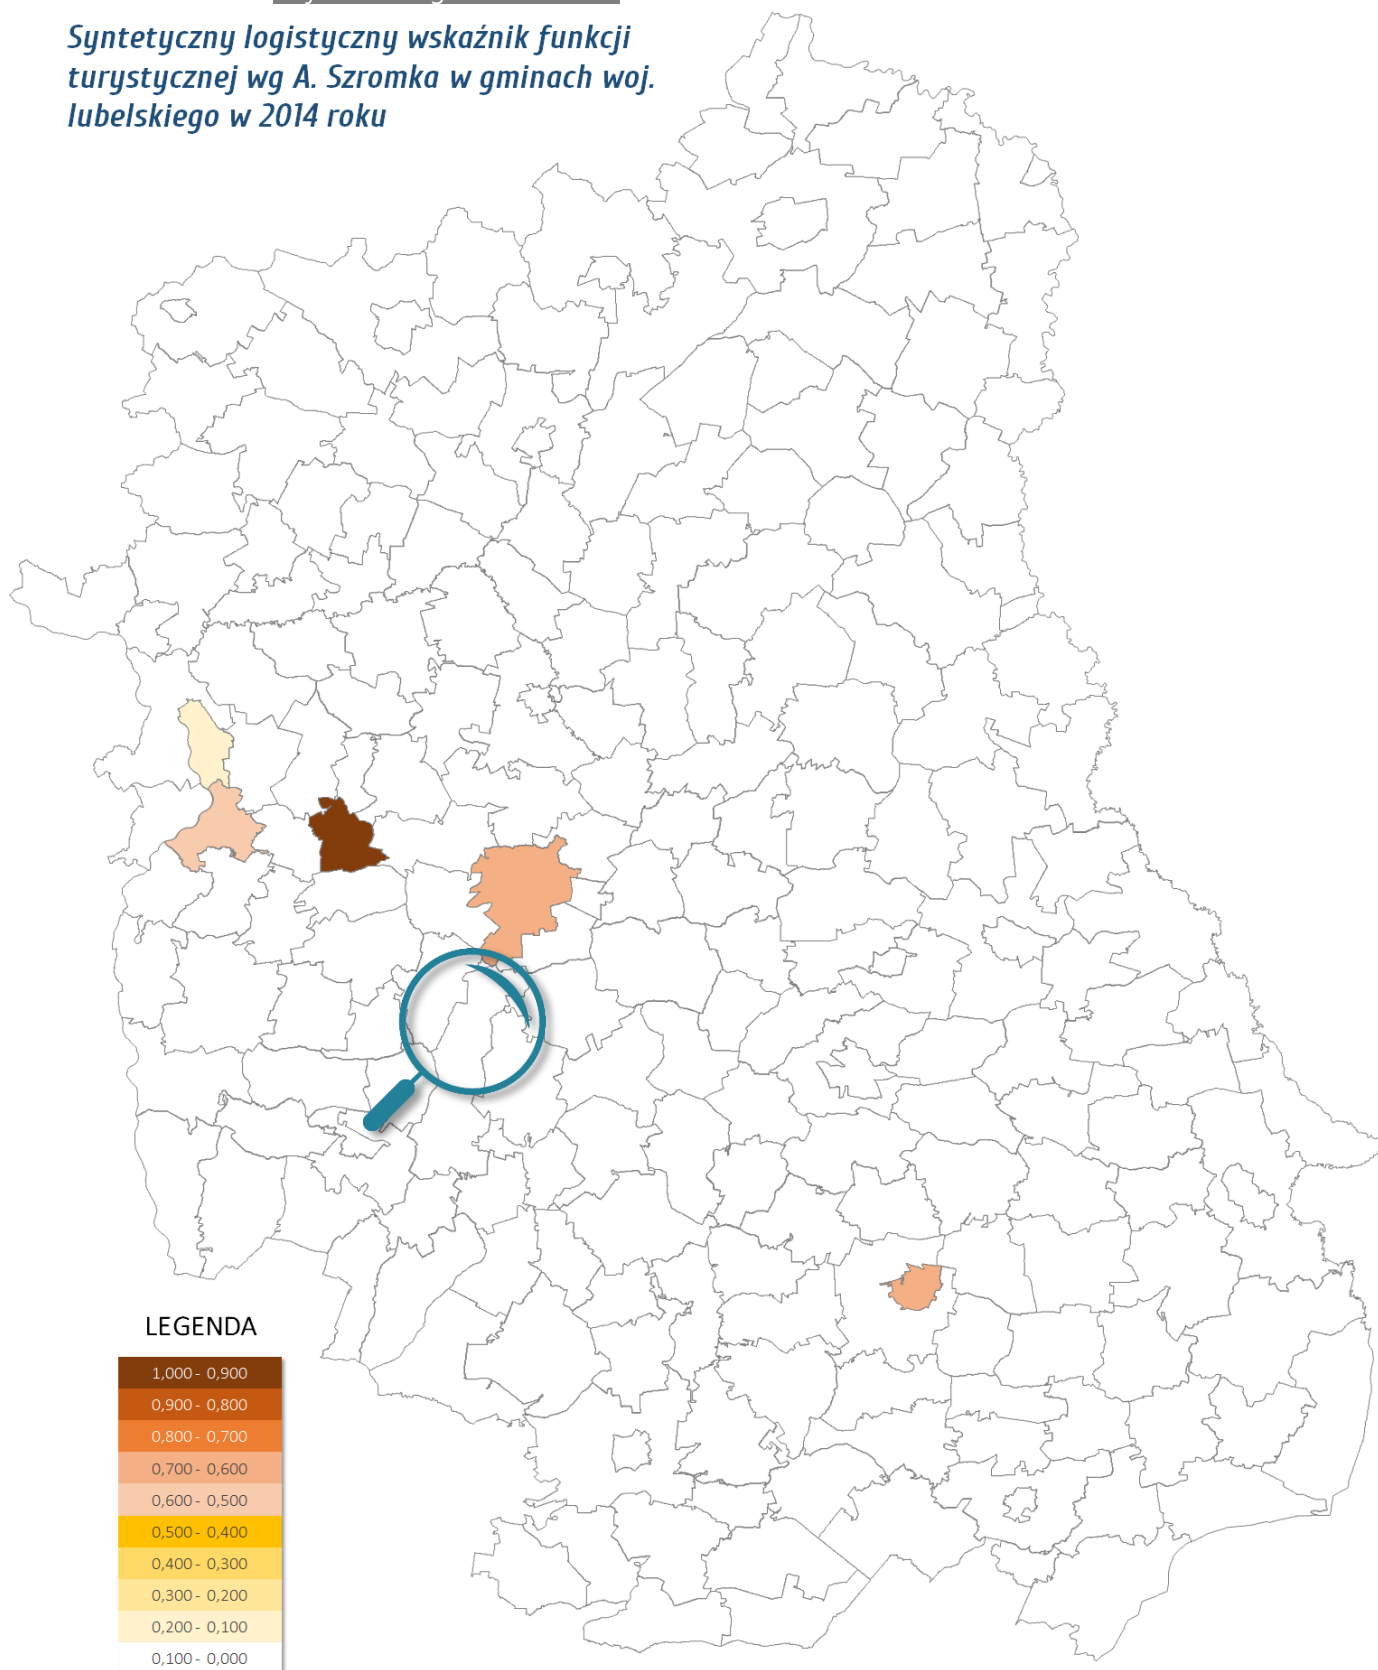 Syntetyczny logistyczny wskaźnik funkcji
turystycznej wg A. Szromka w gminach woj.
lubelskiego w 2014 roku
LEGENDA
1,000 - 0,900
0,900 - 0,800
0,800 - 0,700
0,700 - 0,600
0,600 - 0,500
0,500 - 0,400
0,400 - 0,300
0,300 - 0,200
0,200 - 0,100
0,100 - 0,000